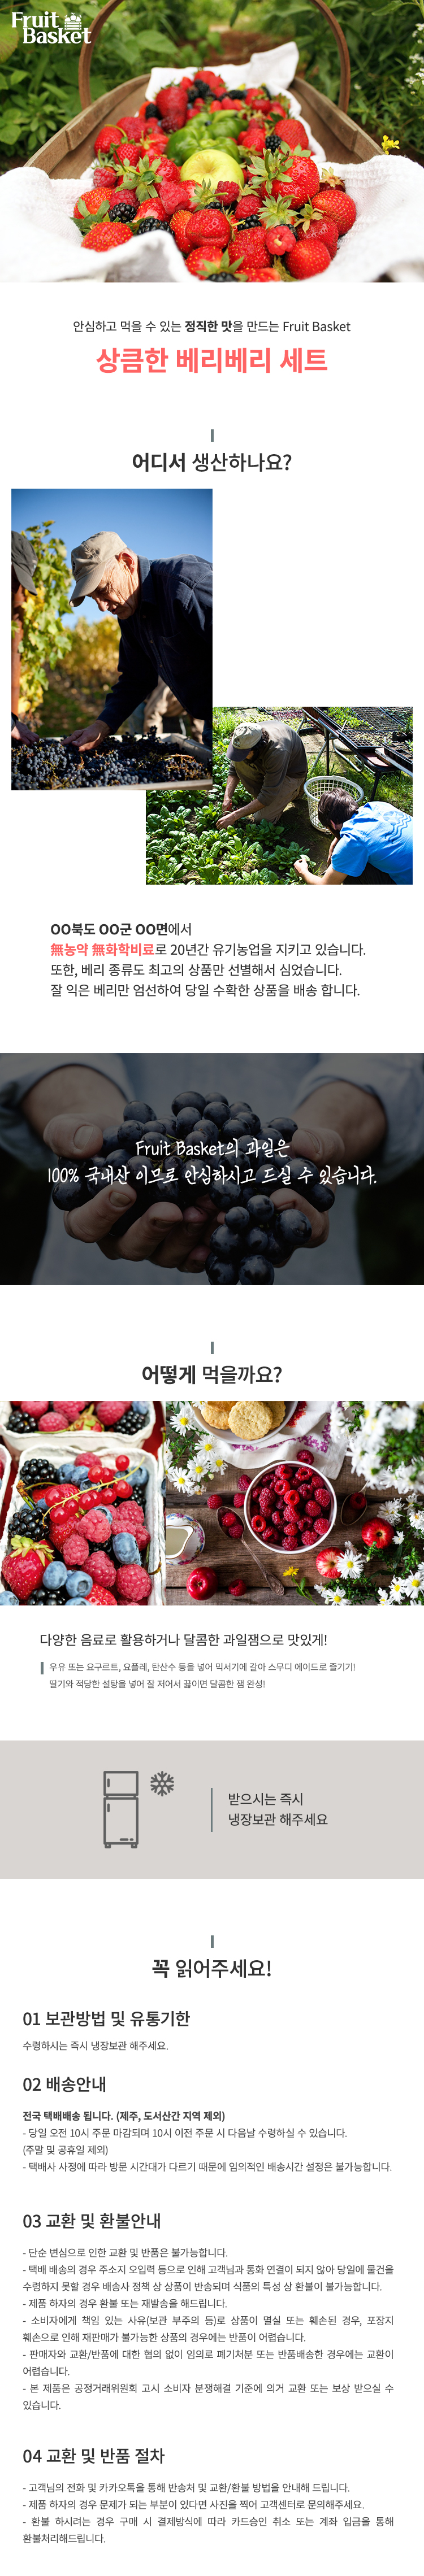 Fruit
Basket
안심하고 먹을 수 있는 정직한 맛을 만드는 Fruit Basket
상큼한 베리베리 세트
어디서 생산하나요?
OO북도 OO군 OO면에서
無농약 無화학비료로 20년간 유기농업을 지키고 있습니다.
또한, 베리 종류도 최고의 상품만 선별해서 심었습니다.
잘 익은 베리만 엄선하여 당일 수확한 상품을 배송 합니다.
Fruit Basket의 과일은
100% 국내산 이므로 안심하시고 드실 수 있습니다.
어떻게 먹을까요?
다양한 음료로 활용하거나 달콤한 과일잼으로 맛있게!
우유 또는 요구르트, 요플레, 탄산수 등을 넣어 믹서기에 갈아 스무디 에이드로 즐기기!
딸기와 적당한 설탕을 넣어 잘 저어서 끓이면 달콤한 잼 완성!
받으시는 즉시
냉장보관 해주세요
꼭 읽어주세요!
01 보관방법 및 유통기한
수령하시는 즉시 냉장보관 해주세요.
02 배송안내
전국 택배배송 됩니다. (제주, 도서산간 지역 제외)
- 당일 오전 10시 주문 마감되며 10시 이전 주문 시 다음날 수령하실 수 있습니다.
(주말 및 공휴일 제외)
- 택배사 사정에 따라 방문 시간대가 다르기 때문에 임의적인 배송시간 설정은 불가능합니다.
03 교환 및 환불안내
- 단순 변심으로 인한 교환 및 반품은 불가능합니다.
- 택배 배송의 경우 주소지 오입력 등으로 인해 고객님과 통화 연결이 되지 않아 당일에 물건을
수령하지 못할 경우 배송사 정책 상 상품이 반송되며 식품의 특성 상 환불이 불가능합니다.
- 제품 하자의 경우 환불 또는 재발송을 해드립니다.
- 소비자에게 책임 있는 사유(보관 부주의 등)로 상품이 멸실 또는 훼손된 경우, 포장지
훼손으로 인해 재판매가 불가능한 상품의 경우에는 반품이 어렵습니다.
- 판매자와 교환/반품에 대한 협의 없이 임의로 폐기처분 또는 반품배송한 경우에는 교환이
어렵습니다.
- 본 제품은 공정거래위원회 고시 소비자 분쟁해결 기준에 의거 교환 또는 보상 받으실 수
있습니다.
04 교환 및 반품 절차
- 고객님의 전화 및 카카오톡을 통해 반송처 및 교환/환불 방법을 안내해 드립니다.
- 제품 하자의 경우 문제가 되는 부분이 있다면 사진을 찍어 고객센터로 문의해주세요.
- 환불 하시려는 경우 구매 시 결제방식에 따라 카드승인 취소 또는 계좌 입금을 통해
환불처리해드립니다.